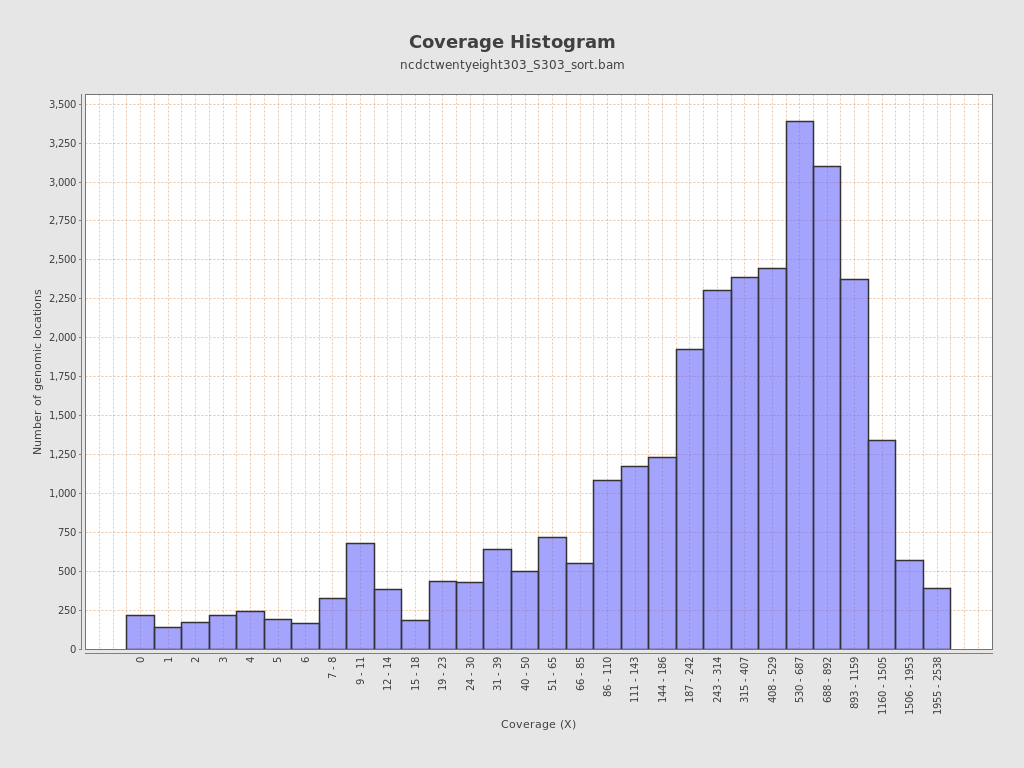 Coverage Histogram
ncdctwentyeight303_S303_sort.bam
3,500
3,250
3,000
2,750
2,500
2,250
2,000
1,750
1,500
1,250
1,000
750
500
250
0
Number of genomic locations
0
1
2
3
4
5
6
7 - 8
9 - 11
12 - 14
15 - 18
19 - 23
24 - 30
31 - 39
40 - 50
51 - 65
66 - 85
86 - 110
111 - 143
144 - 186
187 - 242
243 - 314
315 - 407
408 - 529
530 - 687
688 - 892
893 - 1159
1160 - 1505
1506 - 1953
1955 - 2538
Coverage (X)